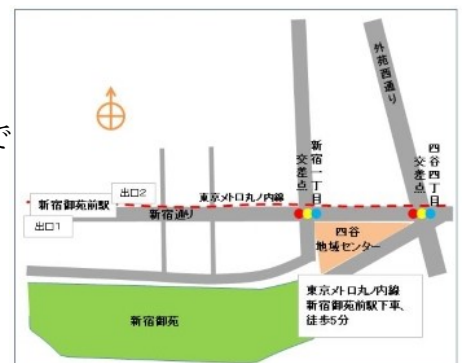 で
外苑西通り
新宿一丁目
交差点
四谷四丁目
交差点
出口2
東京メトロ丸ノ内線
新宿御苑前駅
新宿通り
出口1
四谷
地域センター
東京メトロ丸ノ内線
新宿御苑前駅下車、
徒歩5分
新宿御苑